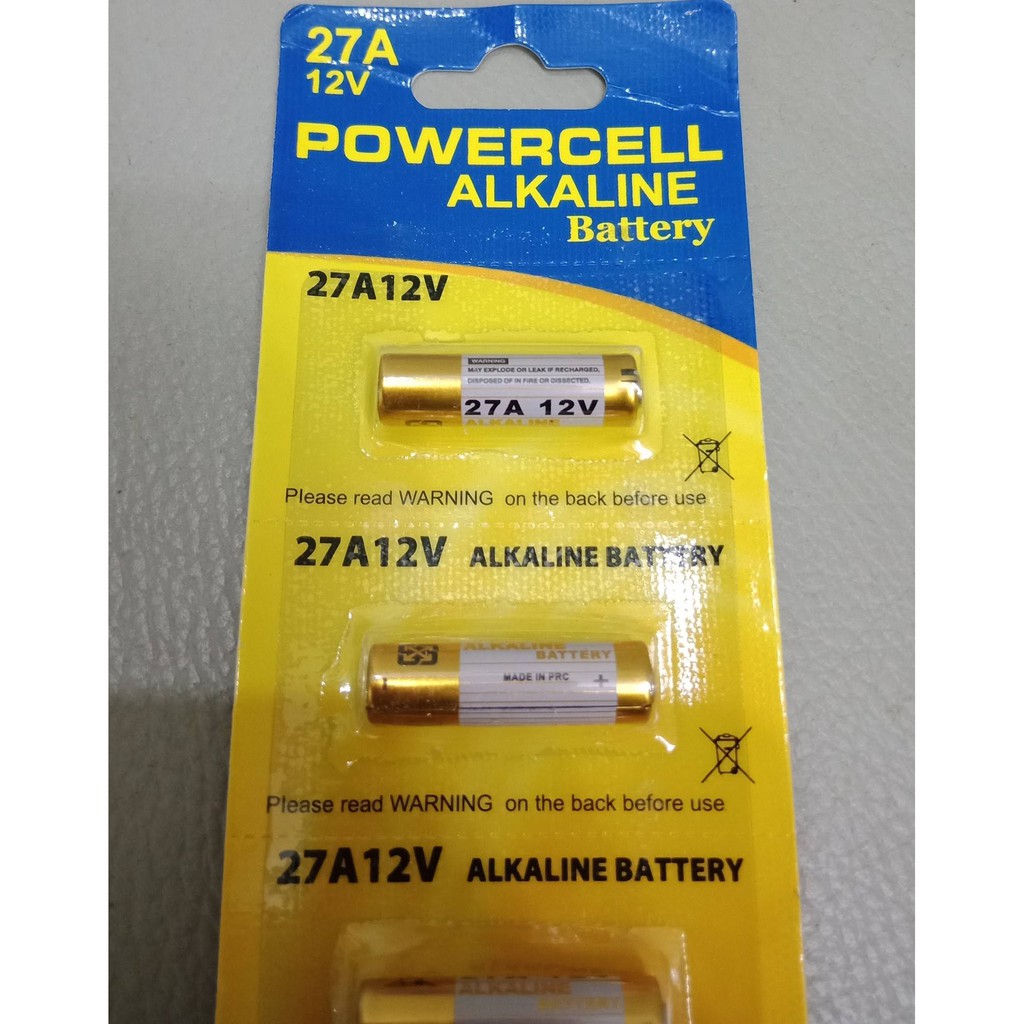 27A
12V
POWERCELL
ALKALINE
Battery
27A12V
WARNING
MAY EXPLODE OR LEAK IF RECHARGED,
DISPOSED OF IN FIRE OR DISSECTED.
27A 12V
ALKALINE
Please read WARNING on the back before use
27A12V ALKALINE BATTERY
ALKALINE
BATTERY
MADE IN PRC +
Please read WARNING on the back before use
27A12V ALKALINE BATTERY
ALKALINE
BATTERY